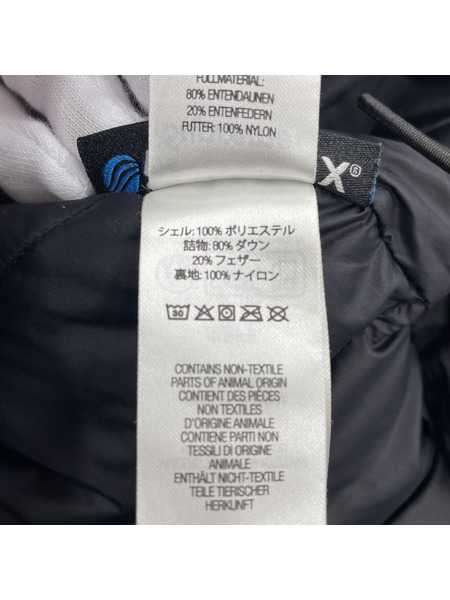 FÜLLMATERIAL:
80% ENTENDAUNEN
20% ENTENFEDERN
FUTTER: 100% NYLON
X®
シェル: 100% ポリエステル
詰物: 80% ダウン
20% フェザー
裏地: 100% ナイロン
30
CONTAINS NON-TEXTILE
PARTS OF ANIMAL ORIGIN
CONTIENT DES PIÈCES
NON TEXTILES
D'ORIGINE ANIMALE
CONTIENE PARTI NON
TESSILI DI ORIGINE
ANIMALE
ENTHÄLT NICHT-TEXTILE
TEILE TIERISCHER
HERKUNFT